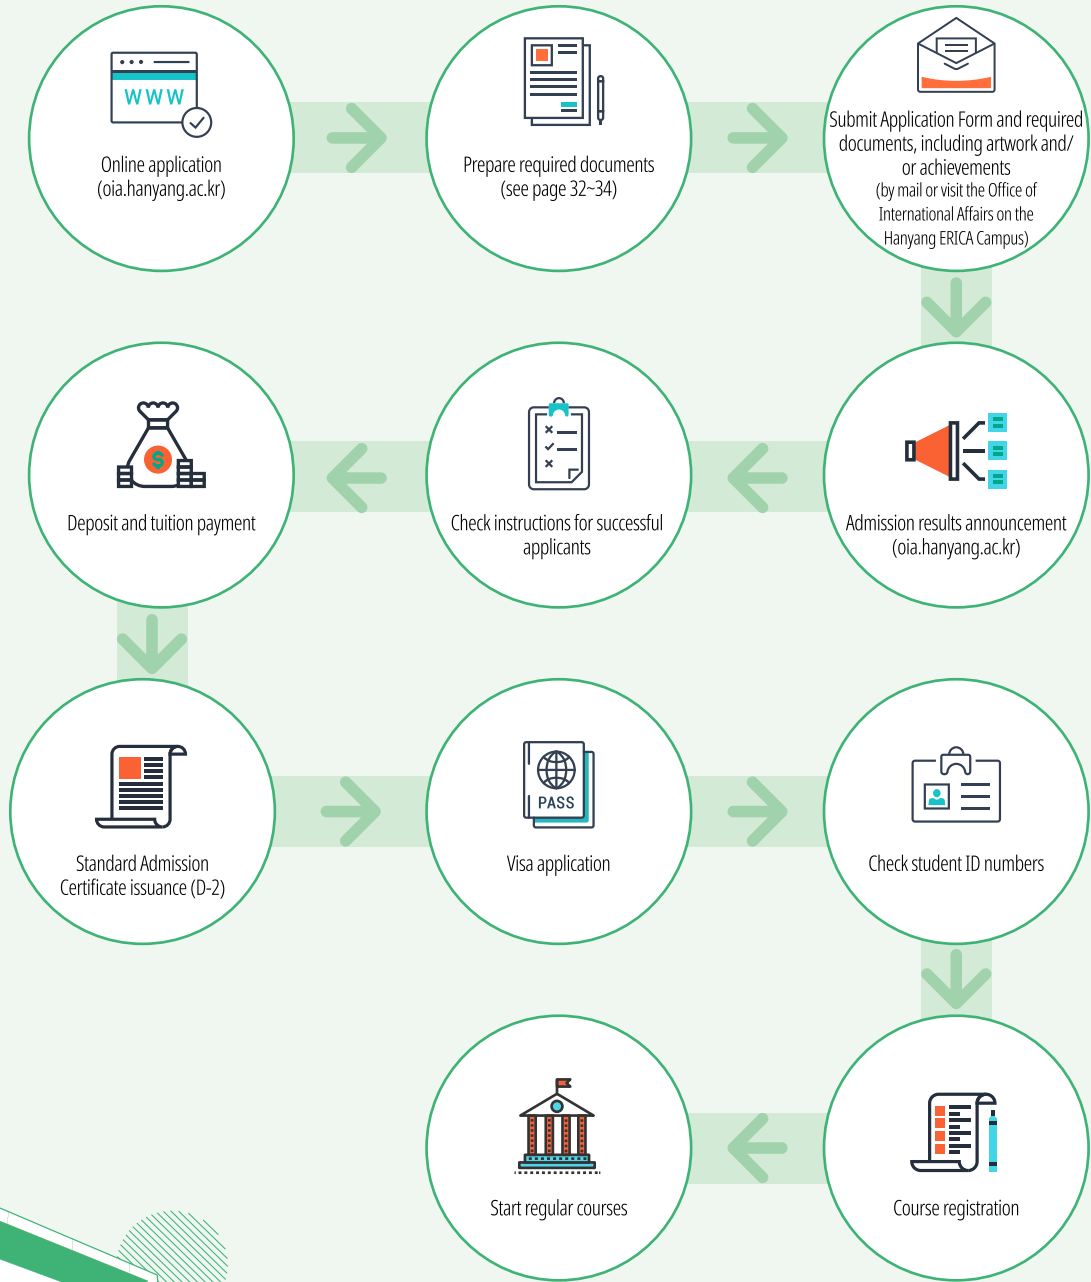 WWW
Online application
(oia.hanyang.ac.kr)
Prepare required documents
(see page 32~34)
Submit Application Form and required
documents, including artwork and/
or achievements
(by mail or visit the Office of
International Affairs on the
Hanyang ERICA Campus)
Admission results announcement
(oia.hanyang.ac.kr)
Check instructions for successful
applicants
$
Deposit and tuition payment
Standard Admission
Certificate issuance (D-2)
PASS
Visa application
Check student ID numbers
Course registration
Start regular courses